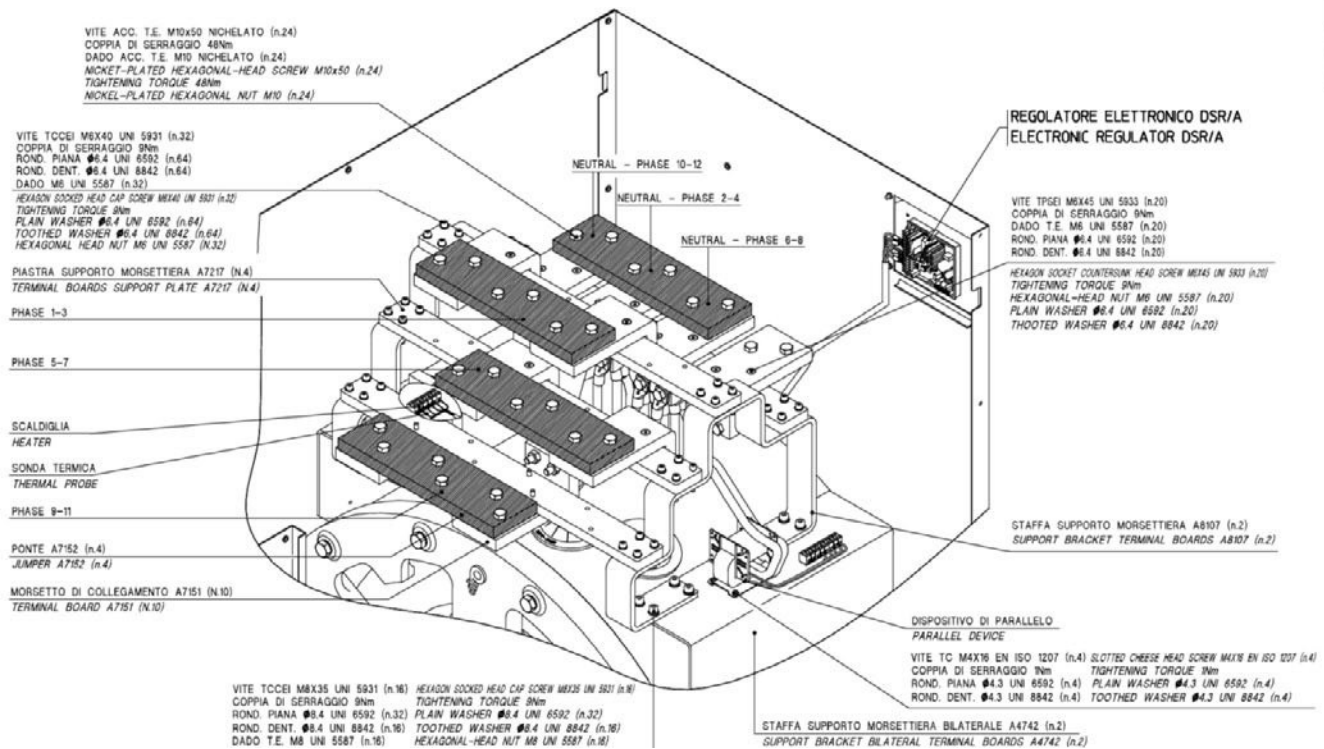 VITE ACC. T.E. M10x50 NICHELATO (n.24)
COPPIA DI SERRAGGIO 48Nm
DADO ACC. T.E. M10 NICHELATO (n.24)
NICKET-PLATED HEXAGONAL-HEAD SCREW M10x50 (n.24)
TIGHTENING TORQUE 48Nm
NICKEL-PLATED HEXAGONAL NUT M10 (n.24)
VITE TCCEI M6X40 UNI 5931 (n.32)
COPPIA DI SERRAGGIO 9Nm
ROND. PIANA Ø6.4 UNI 6592 (n.64)
ROND. DENT. Ø6.4 UNI 8842 (n.64)
DADO M6 UNI 5587 (n.32)
HEXAGON SOCKED HEAD CAP SCREW M6X40 UNI 5931 (n.32)
TIGHTENING TORQUE 9Nm
PLAIN WASHER Ø6.4 UNI 6592 (n.64)
TOOTHED WASHER Ø6.4 UNI 8842 (n.64)
HEXAGONAL HEAD NUT M6 UNI 5587 (N.32)
PIASTRA SUPPORTO MORSETTIERA A7217 (N.4)
TERMINAL BOARDS SUPPORT PLATE A7217 (N.4)
PHASE 1-3
PHASE 5-7
SCALDIGLIA
HEATER
SONDA TERMICA
THERMAL PROBE
PHASE 9-11
PONTE A7152 (n.4)
JUMPER A7152 (n.4)
MORSETTO DI COLLEGAMENTO A7151 (N.10)
TERMINAL BOARD A7151 (N.10)
NEUTRAL - PHASE 10-12
NEUTRAL - PHASE 2-4
NEUTRAL - PHASE 6-8
REGOLATORE ELETTRONICO DSR/A
ELECTRONIC REGULATOR DSR/A
VITE TPSEI M6X45 UNI 5933 (n.20)
COPPIA DI SERRAGGIO 9Nm
DADO T.E. M6 UNI 5587 (n.20)
ROND. PIANA Ø6.4 UNI 6592 (n.20)
ROND. DENT. Ø6.4 UNI 8842 (n.20)
HEXAGON SOCKET COUNTERSUNK HEAD SCREW M6X45 UNI 5933 (n.20)
TIGHTENING TORQUE 9Nm
HEXAGONAL-HEAD NUT M6 UNI 5587 (n.20)
PLAIN WASHER Ø6.4 UNI 6592 (n.20)
THOOTED WASHER Ø6.4 UNI 8842 (n.20)
STAFFA SUPPORTO MORSETTIERA A8107 (n.2)
SUPPORT BRACKET TERMINAL BOARDS A8107 (n.2)
DISPOSITIVO DI PARALLELO
PARALLEL DEVICE
VITE TC M4X16 EN ISO 1207 (n.4) SLOTTED CHEESE HEAD SCREW M4X16 EN ISO 1207 (n.4)
COPPIA DI SERRAGGIO 1Nm TIGHTENING TORQUE 1Nm
ROND. PIANA Ø4.3 UNI 6592 (n.4) PLAIN WASHER Ø4.3 UNI 6592 (n.4)
ROND. DENT. Ø4.3 UNI 8842 (n.4) TOOTHED WASHER Ø4.3 UNI 8842 (n.4)
VITE TCCEI M8X35 UNI 5931 (n.16) HEXAGON SOCKED HEAD CAP SCREW M8X35 UNI 5931 (n.16)
COPPIA DI SERRAGGIO 9Nm TIGHTENING TORQUE 9Nm
ROND. PIANA Ø8.4 UNI 6592 (n.32) PLAIN WASHER Ø8.4 UNI 6592 (n.32)
ROND. DENT. Ø8.4 UNI 8842 (n.16) TOOTHED WASHER Ø8.4 UNI 8842 (n.16)
DADO T.E. M8 UNI 5587 (n.16) HEXAGONAL-HEAD NUT M8 UNI 5587 (n.16)
STAFFA SUPPORTO MORSETTIERA BILATERALE A4742 (n.2)
SUPPORT BRACKET BILATERAL TERMINAL BOARDS A4742 (n.2)